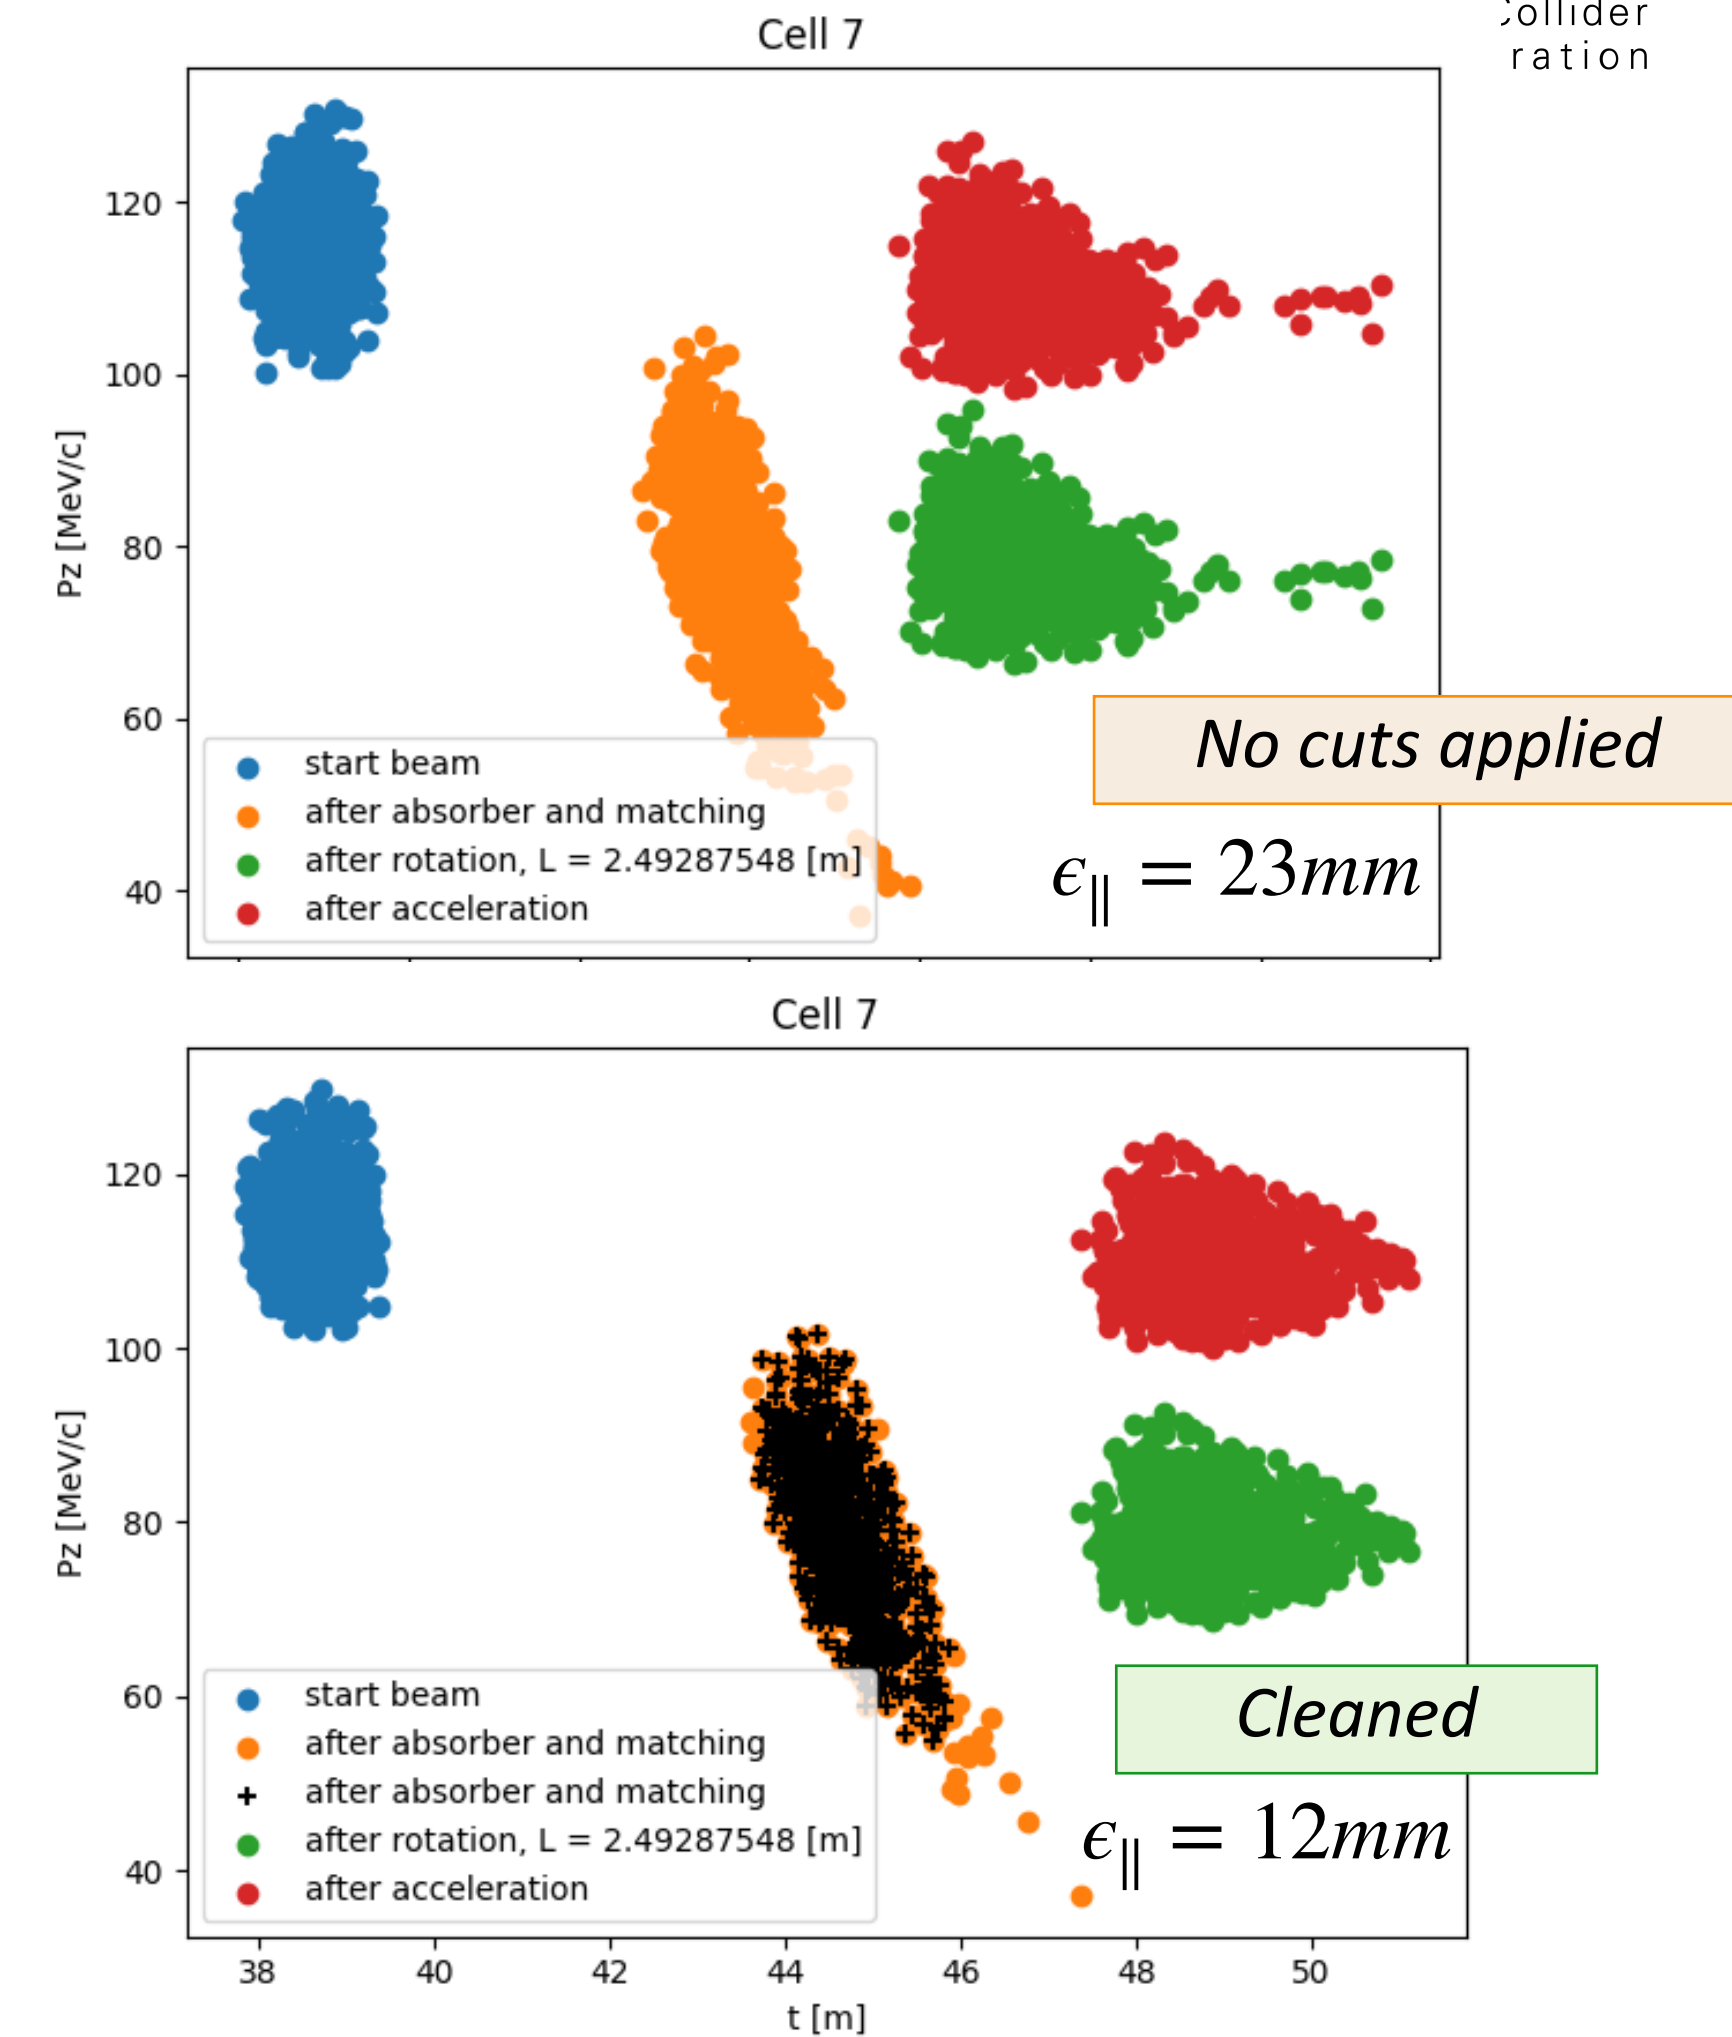 ollider
ration
Cell 7
120
100
80
60
40
Pz [MeV/c]
start beam
after absorber and matching
after rotation, L = 2.49287548 [m]
after acceleration
No cuts applied
ϵ∥ = 23mm
Cell 7
120
100
80
60
40
Pz [MeV/c]
start beam
after absorber and matching
after absorber and matching
after rotation, L = 2.49287548 [m]
after acceleration
Cleaned
ϵ∥ = 12mm
38 40 42 44 46 48 50
t [m]